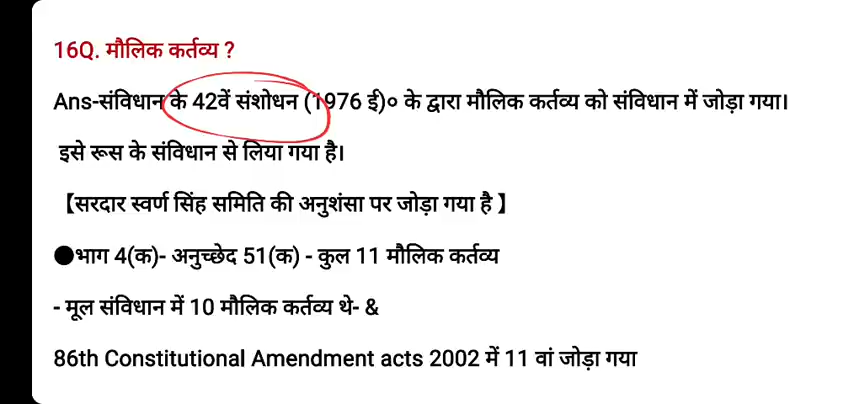 16Q. मौलिक कर्तव्य ?
Ans-संविधान के 42वें संशोधन (1976 ई)० के द्वारा मौलिक कर्तव्य को संविधान में जोड़ा गया।
इसे रूस के संविधान से लिया गया है।
【सरदार स्वर्ण सिंह समिति की अनुशंसा पर जोड़ा गया है 】
●भाग 4(क)- अनुच्छेद 51(क) - कुल 11 मौलिक कर्तव्य
- मूल संविधान में 10 मौलिक कर्तव्य थे- &
86th Constitutional Amendment acts 2002 में 11 वां जोड़ा गया